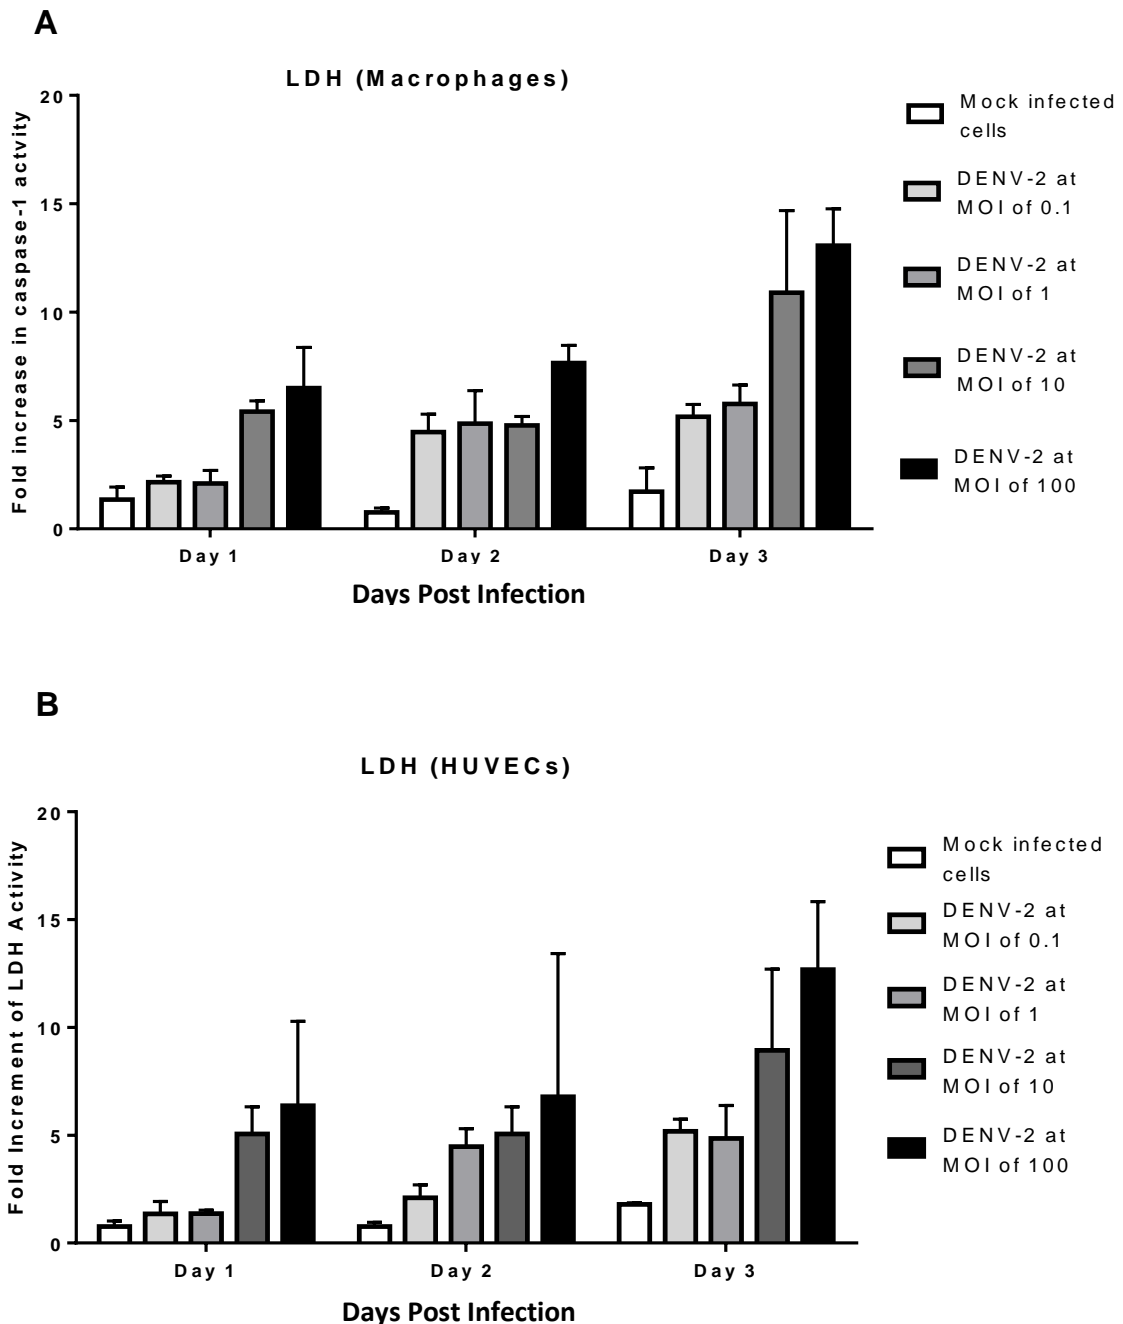 A
LDH (Macrophages)
Fold increase in caspase-1 actvity
20
15
10
5
0
Day 1
Day 2
Day 3
Days Post Infection
Mock infected
cells
DENV-2 at
MOI of 0.1
DENV-2 at
MOI of 1
DENV-2 at
MOI of 10
DENV-2 at
MOI of 100
B
LDH (HUVECs)
Fold Increment of LDH Activity
20
15
10
5
0
Day 1
Day 2
Day 3
Days Post Infection
Mock infected
cells
DENV-2 at
MOI of 0.1
DENV-2 at
MOI of 1
DENV-2 at
MOI of 10
DENV-2 at
MOI of 100